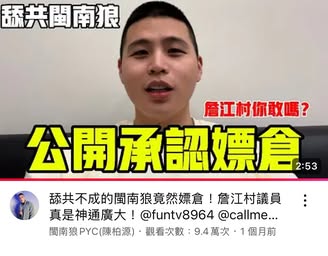 舔共閩南狼
詹江村你敢嗎?
公開承認嫖倉
2:53
舔共不成的閩南狼竟然嫖倉！詹江村議員
真是神通廣大！@funtv8964 @callme...
閩南狼PYC(陳柏源)・觀看次數：9.4萬次・1個月前